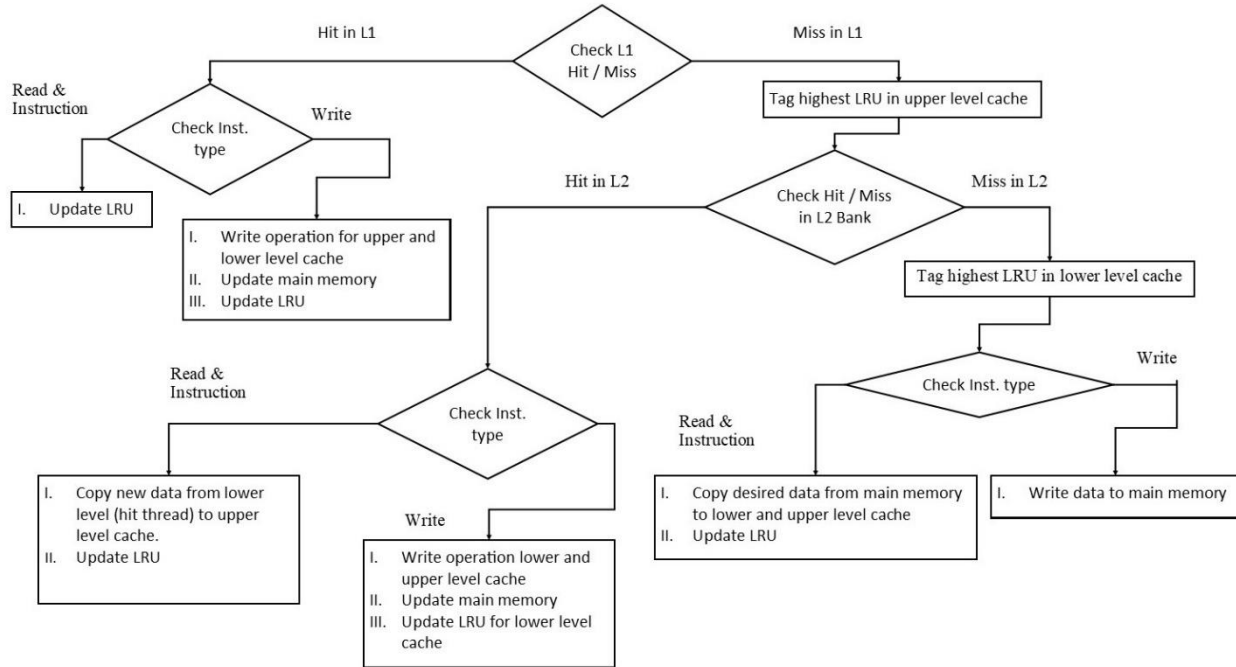 Hit in L1
Miss in L1
Check L1
Hit / Miss
Read &
Instruction
Write
Check Inst.
type
Tag highest LRU in upper level cache
I. Update LRU
Hit in L2
Miss in L2
Check Hit / Miss
in L2 Bank
I. Write operation for upper and
lower level cache
II. Update main memory
III. Update LRU
Tag highest LRU in lower level cache
Read &
Instruction
Check Inst.
type
Write
Check Inst. type
Read &
Instruction
I. Copy new data from lower
level (hit thread) to upper
cache.
II. Update LRU
Write
I. Write operation lower and
upper level cache
II. Update main memory
III. Update LRU for lower level
cache
I. Copy desired data from main memory
to lower and upper level cache
II. Update LRU
I. Write data to main memory